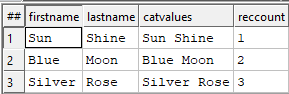 ## firstname lastname catvalues reccount
1 Sun Shine Sun Shine 1
2 Blue Moon Blue Moon 2
3 Silver Rose Silver Rose 3